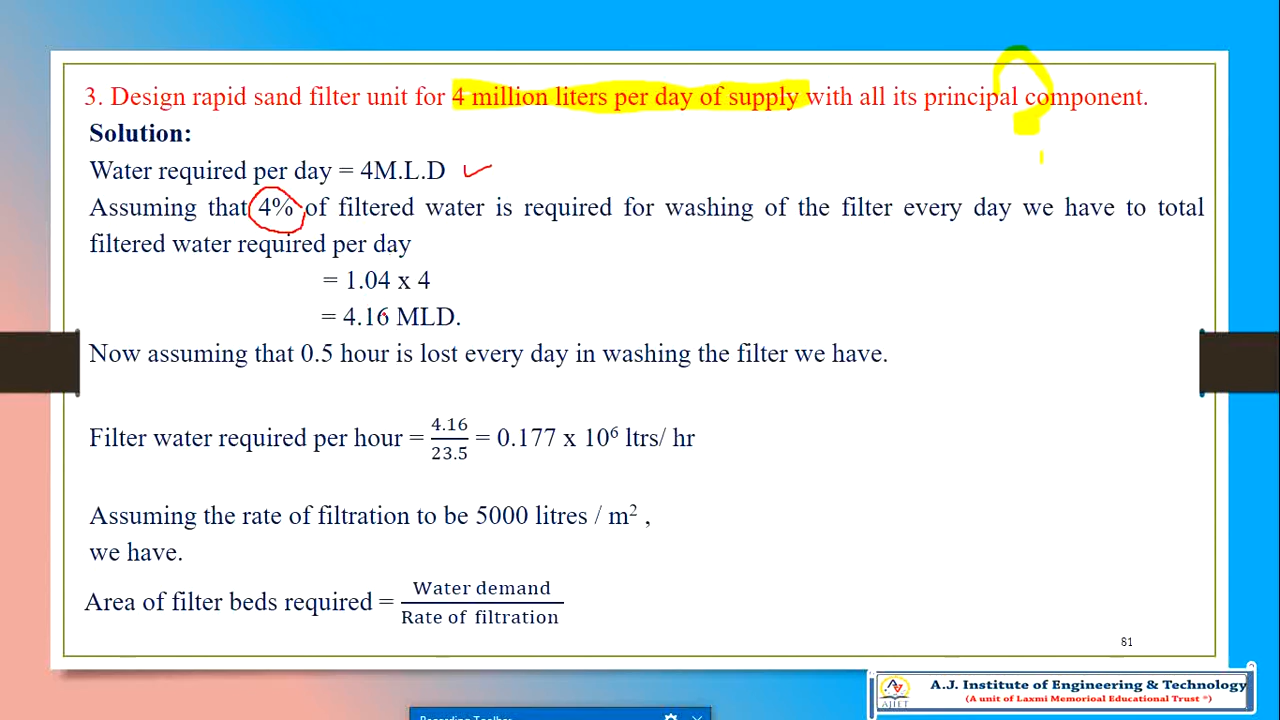 3. Design rapid sand filter unit for 4 million liters per day of supply with all its principal component.
Solution:
Water required per day = 4M.L.D
Assuming that 4% of filtered water is required for washing of the filter every day we have to total
filtered water required per day
= 1.04 x 4
= 4.16 MLD.
Now assuming that 0.5 hour is lost every day in washing the filter we have.
Filter water required per hour = 4.16/23.5 = 0.177 x 10⁶ ltrs/ hr
Assuming the rate of filtration to be 5000 litres / m² ,
we have.
Area of filter beds required = Water demand/Rate of filtration
81
A.J. Institute of Engineering & Technology
(A unit of Laxmi Memorioal Educational Trust ®)
AJIET